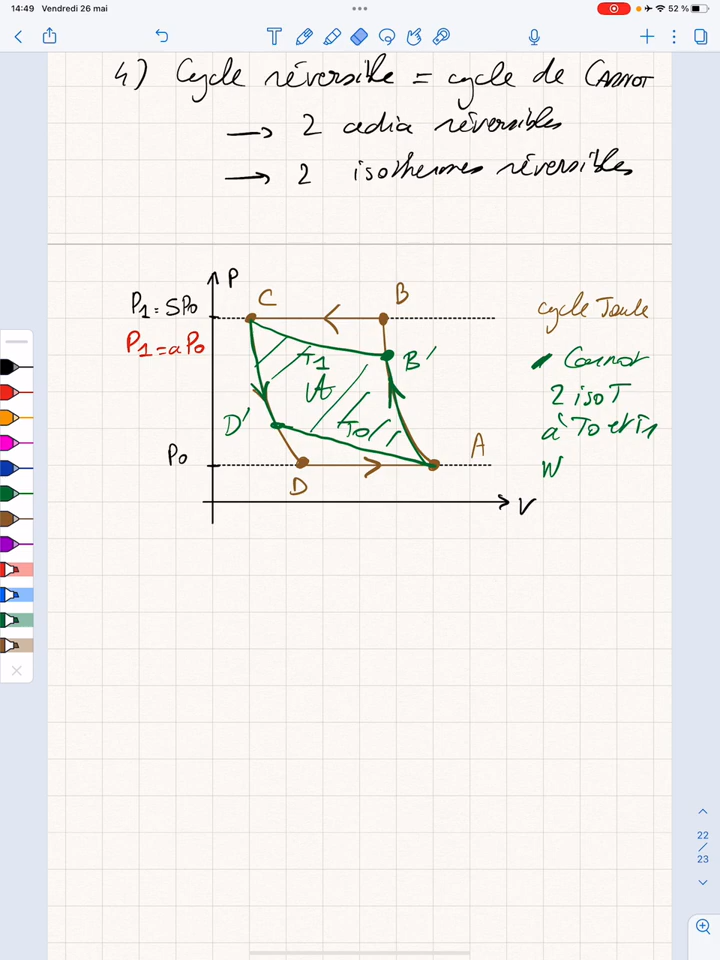 14:49 Vendredi 26 mai
52 %
4) Cycle réversible = cycle de CARNOT
→ 2 adia réversibles
→ 2 isothermes réversibles
P
C
B
P1 = 5P0
P1 = aP0
cycle Joule
T1
B'
Carnot
W
2 isoT
D'
T0
à T0 et T1
P0
A
W
D
V
22
/
23